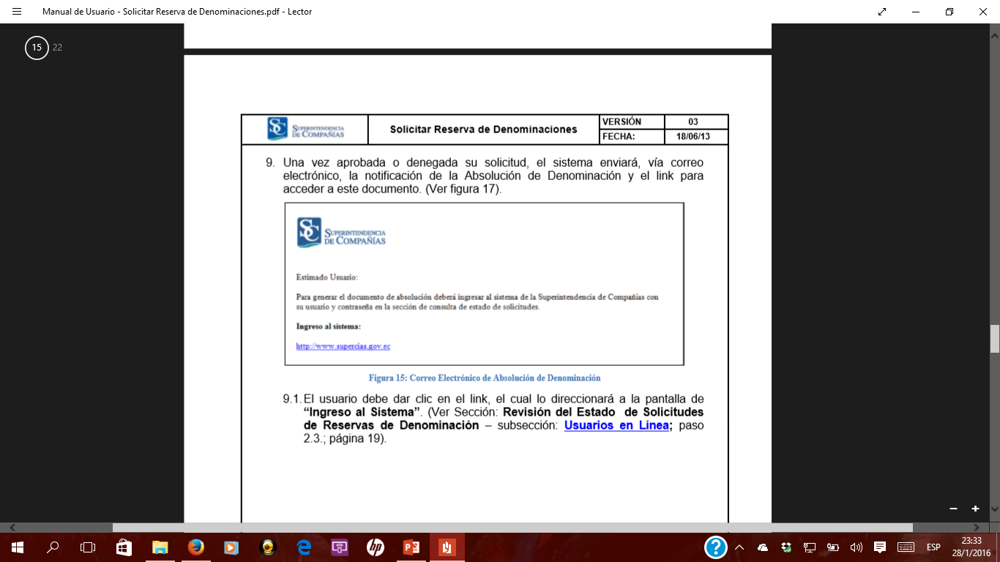 Manual de Usuario - Solicitar Reserva de Denominaciones.pdf - Lector
15 22
SC SUPERINTENDENCIA
DE COMPAÑÍAS
Solicitar Reserva de Denominaciones
VERSIÓN 03
FECHA: 18/06/13
9. Una vez aprobada o denegada su solicitud, el sistema enviará, vía correo
electrónico, la notificación de la Absolución de Denominación y el link para
acceder a este documento. (Ver figura 17).
SC SUPERINTENDENCIA
DE COMPAÑÍAS
Estimado Usuario:
Para generar el documento de absolución deberá ingresar al sistema de la Superintendencia de Compañías con
su usuario y contraseña en la sección de consulta de estado de solicitudes.
Ingreso al sistema:
http://www.supercias.gov.ec
Figura 15: Correo Electrónico de Absolución de Denominación
9.1. El usuario debe dar clic en el link, el cual lo direccionará a la pantalla de
“Ingreso al Sistema”. (Ver Sección: Revisión del Estado de Solicitudes
de Reservas de Denominación – subsección: Usuarios en Línea; paso
2.3.; página 19).
hp
?
ESP
23:33
28/1/2016